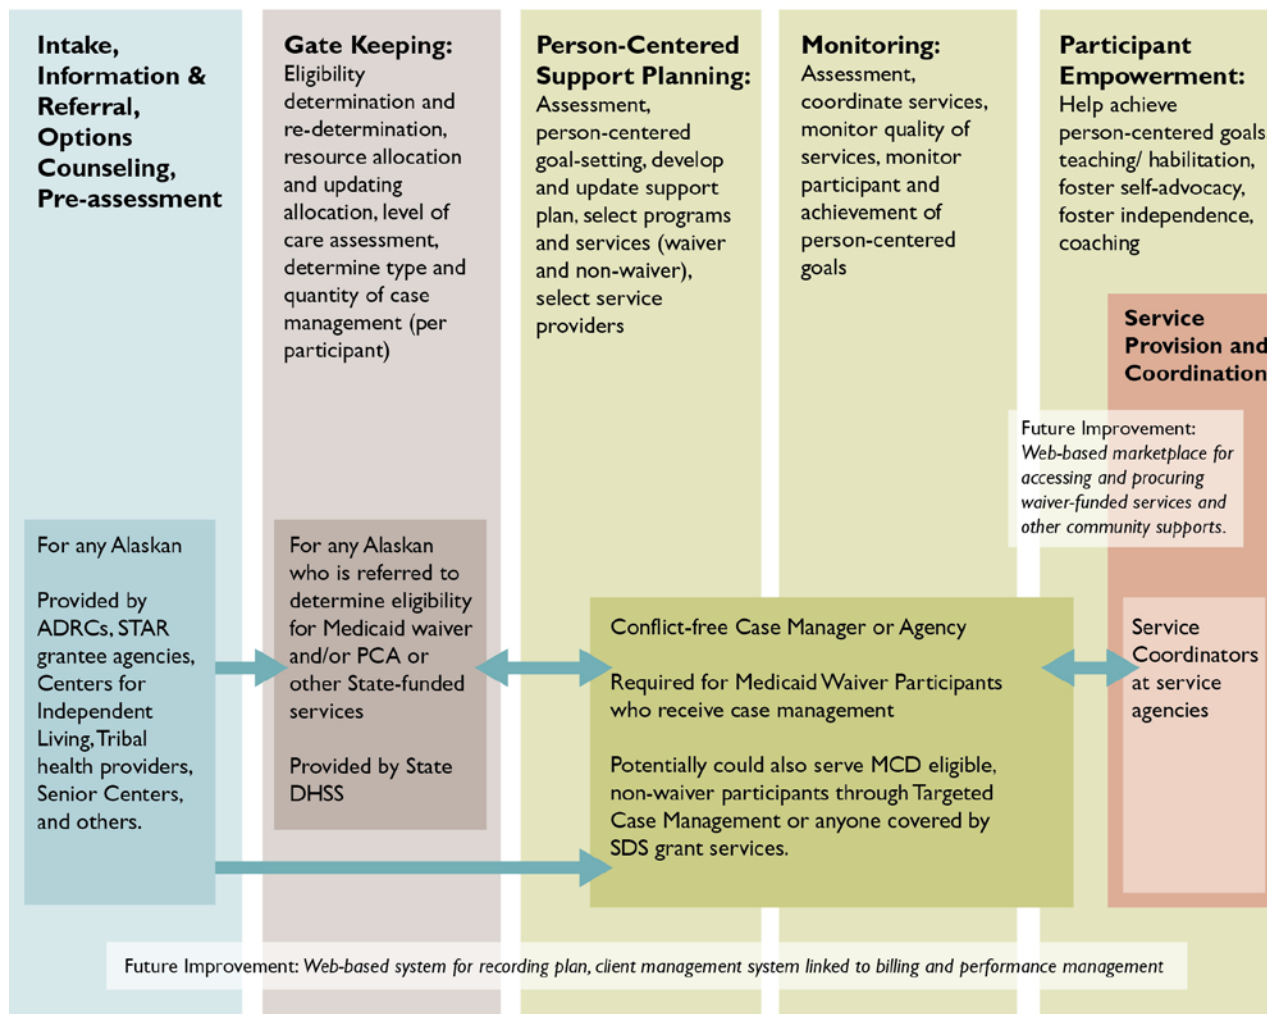 Intake,
Information &
Referral,
Options
Counseling,
Pre-assessment
Gate Keeping:
Eligibility
determination and
re-determination,
resource allocation
and updating
allocation, level of
care assessment,
determine type and
quantity of case
management (per
participant)
Person-Centered
Support Planning:
Assessment,
person-centered
goal-setting, develop
and update support
plan, select programs
and services (waiver
and non-waiver),
select service
providers
Monitoring:
Assessment,
coordinate services,
monitor quality of
services, monitor
participant and
achievement of
person-centered
goals
Participant
Empowerment:
Help achieve
person-centered goals
teaching/ habilitation,
foster self-advocacy,
foster independence,
coaching
Service
Provision and
Coordination
Future Improvement:
Web-based marketplace for
accessing and procuring
waiver-funded services and
other community supports.
For any Alaskan
Provided by
ADRCs, STAR
grantee agencies,
Centers for
Independent
Living, Tribal
health providers,
Senior Centers,
and others.
For any Alaskan
who is referred to
determine eligibility
for Medicaid waiver
and/or PCA or
other State-funded
services
Provided by State
DHSS
Conflict-free Case Manager or Agency
Required for Medicaid Waiver Participants
who receive case management
Potentially could also serve MCD eligible,
non-waiver participants through Targeted
Case Management or anyone covered by
SDS grant services.
Service
Coordinators
at service
agencies
Future Improvement: Web-based system for recording plan, client management system linked to billing and performance management